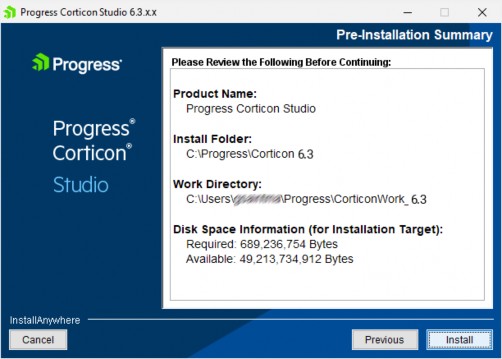 Progress Corticon Studio 6.3.x.x
Pre-Installation Summary
Progress®
Progress®
Corticon®
Studio
Please Review the Following Before Continuing:
Product Name:
Progress Corticon Studio
Install Folder:
C:\Progress\Corticon 6.3
Work Directory:
C:\Users\ \Progress\CorticonWork_6.3
Disk Space Information (for Installation Target):
Required: 689,236,754 Bytes
Available: 49,213,734,912 Bytes
InstallAnywhere
Cancel
Previous
Install